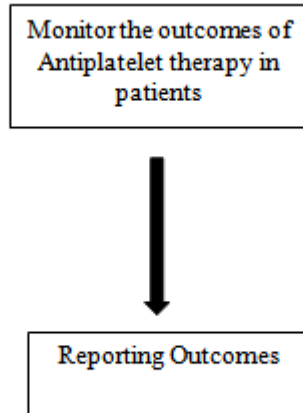 Monitor the outcomes of
Antiplatelet therapy in
patients
Reporting Outcomes